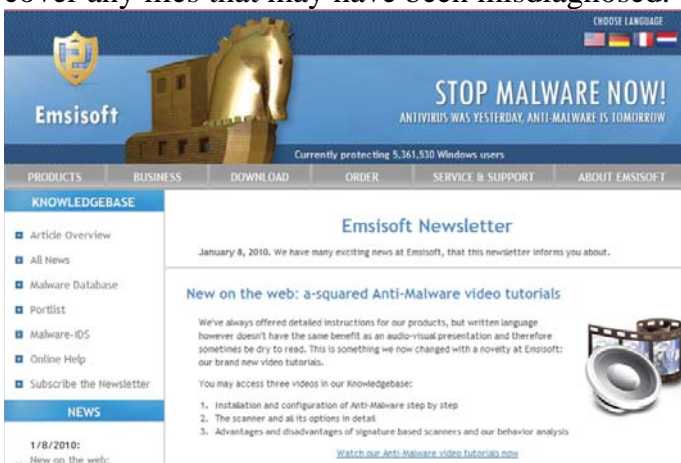 cover any files that may have been misdiagnosed.
CHOOSE LANGUAGE
Emsisoft
STOP MALWARE NOW!
ANTIVIRUS WAS YESTERDAY, ANTI-MALWARE IS TOMORROW
Currently protecting 5,361,530 Windows users
PRODUCTS BUSINESS DOWNLOAD ORDER SERVICE & SUPPORT ABOUT EMSISOFT
KNOWLEDGEBASE
Article Overview
All News
Malware Database
Portlist
Malware-IDS
Online Help
Subscribe the Newsletter
NEWS
1/8/2010:
New on the web:
Emsisoft Newsletter
January 8, 2010. We have many exciting news at Emsisoft, that this newsletter informs you about.
New on the web: a-squared Anti-Malware video tutorials
We've always offered detailed instructions for our products, but written language
however doesn't have the same benefit as an audio-visual presentation and therefore
sometimes be dry to read. This is something we now changed with a novelty at Emsisoft:
our brand new video tutorials.
You may access three videos in our Knowledgebase:
1. Installation and configuration of Anti-Malware step by step
2. The scanner and all its options in detail
3. Advantages and disadvantages of signature based scanners and our behavior analysis
Watch our Anti-Malware video tutorials now